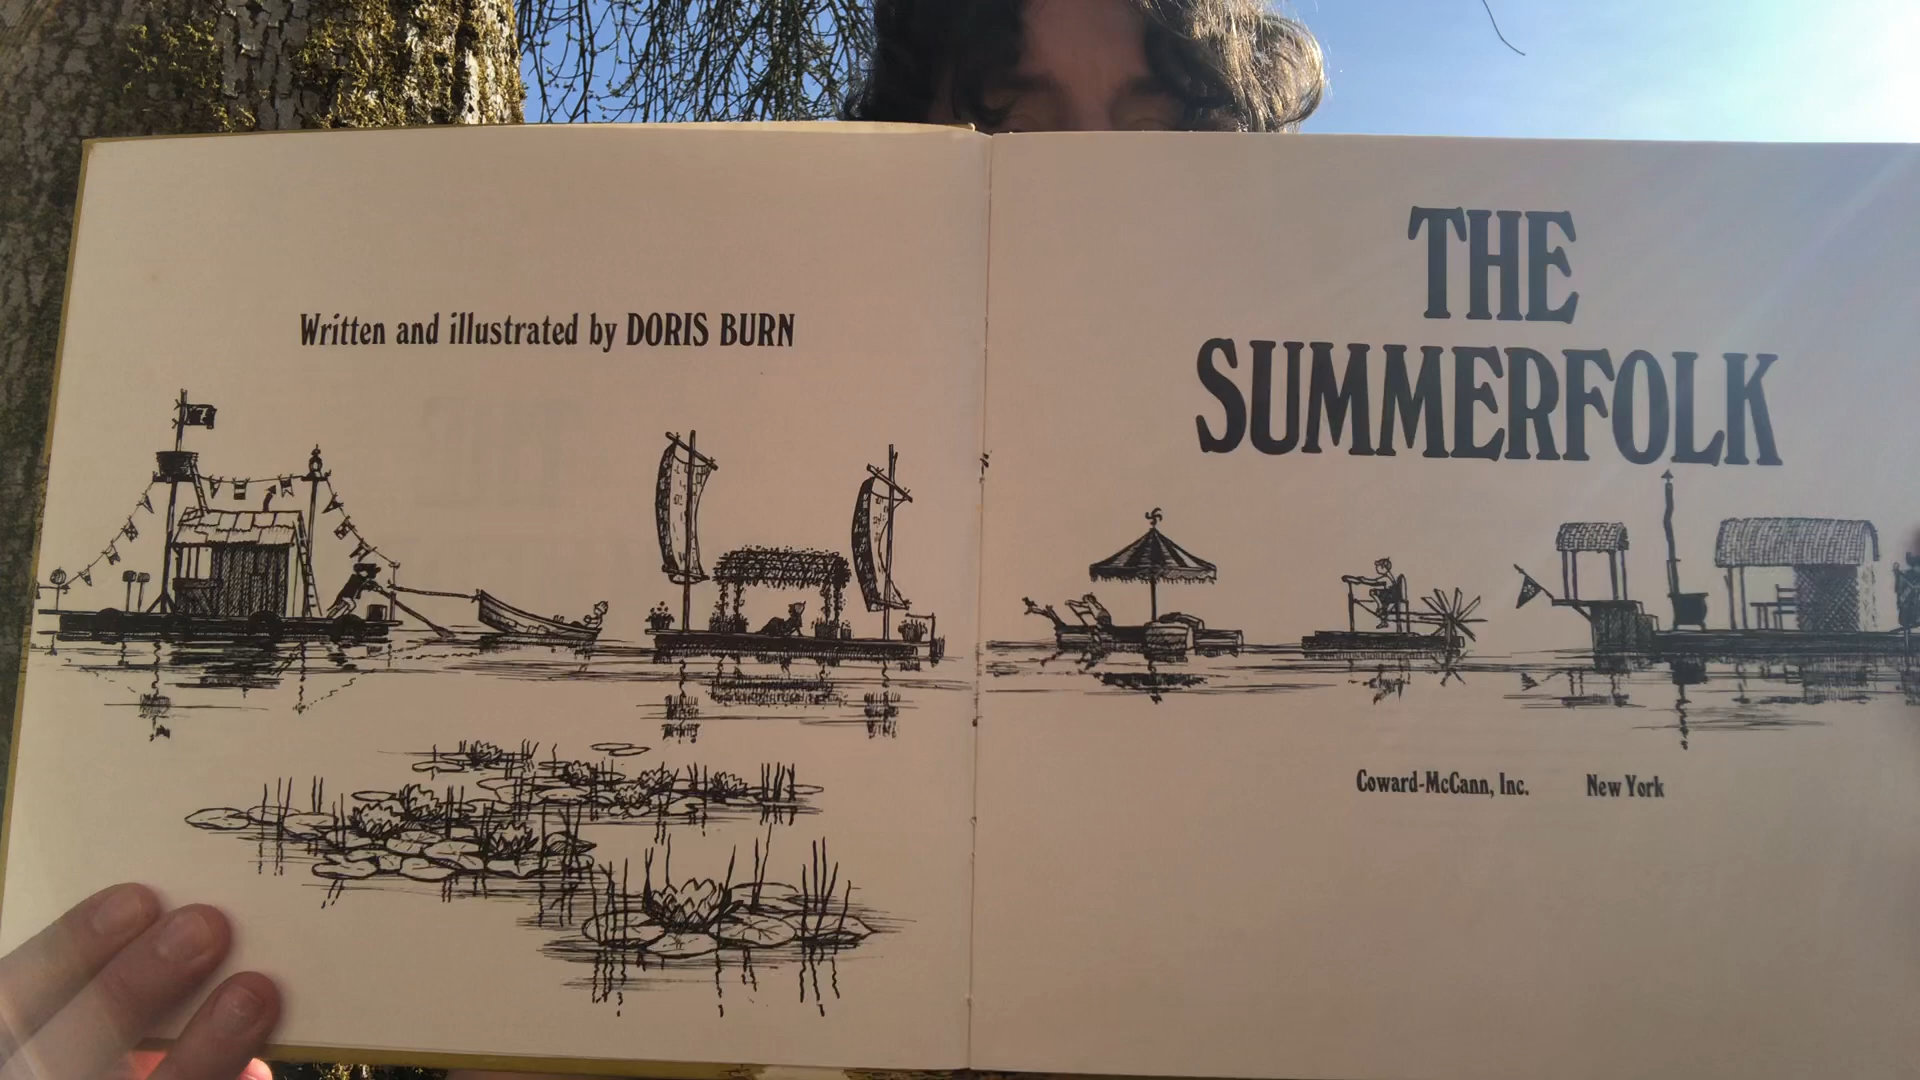 Written and illustrated by DORIS BURN
THE
SUMMERFOLK
Coward-McCann, Inc. New York